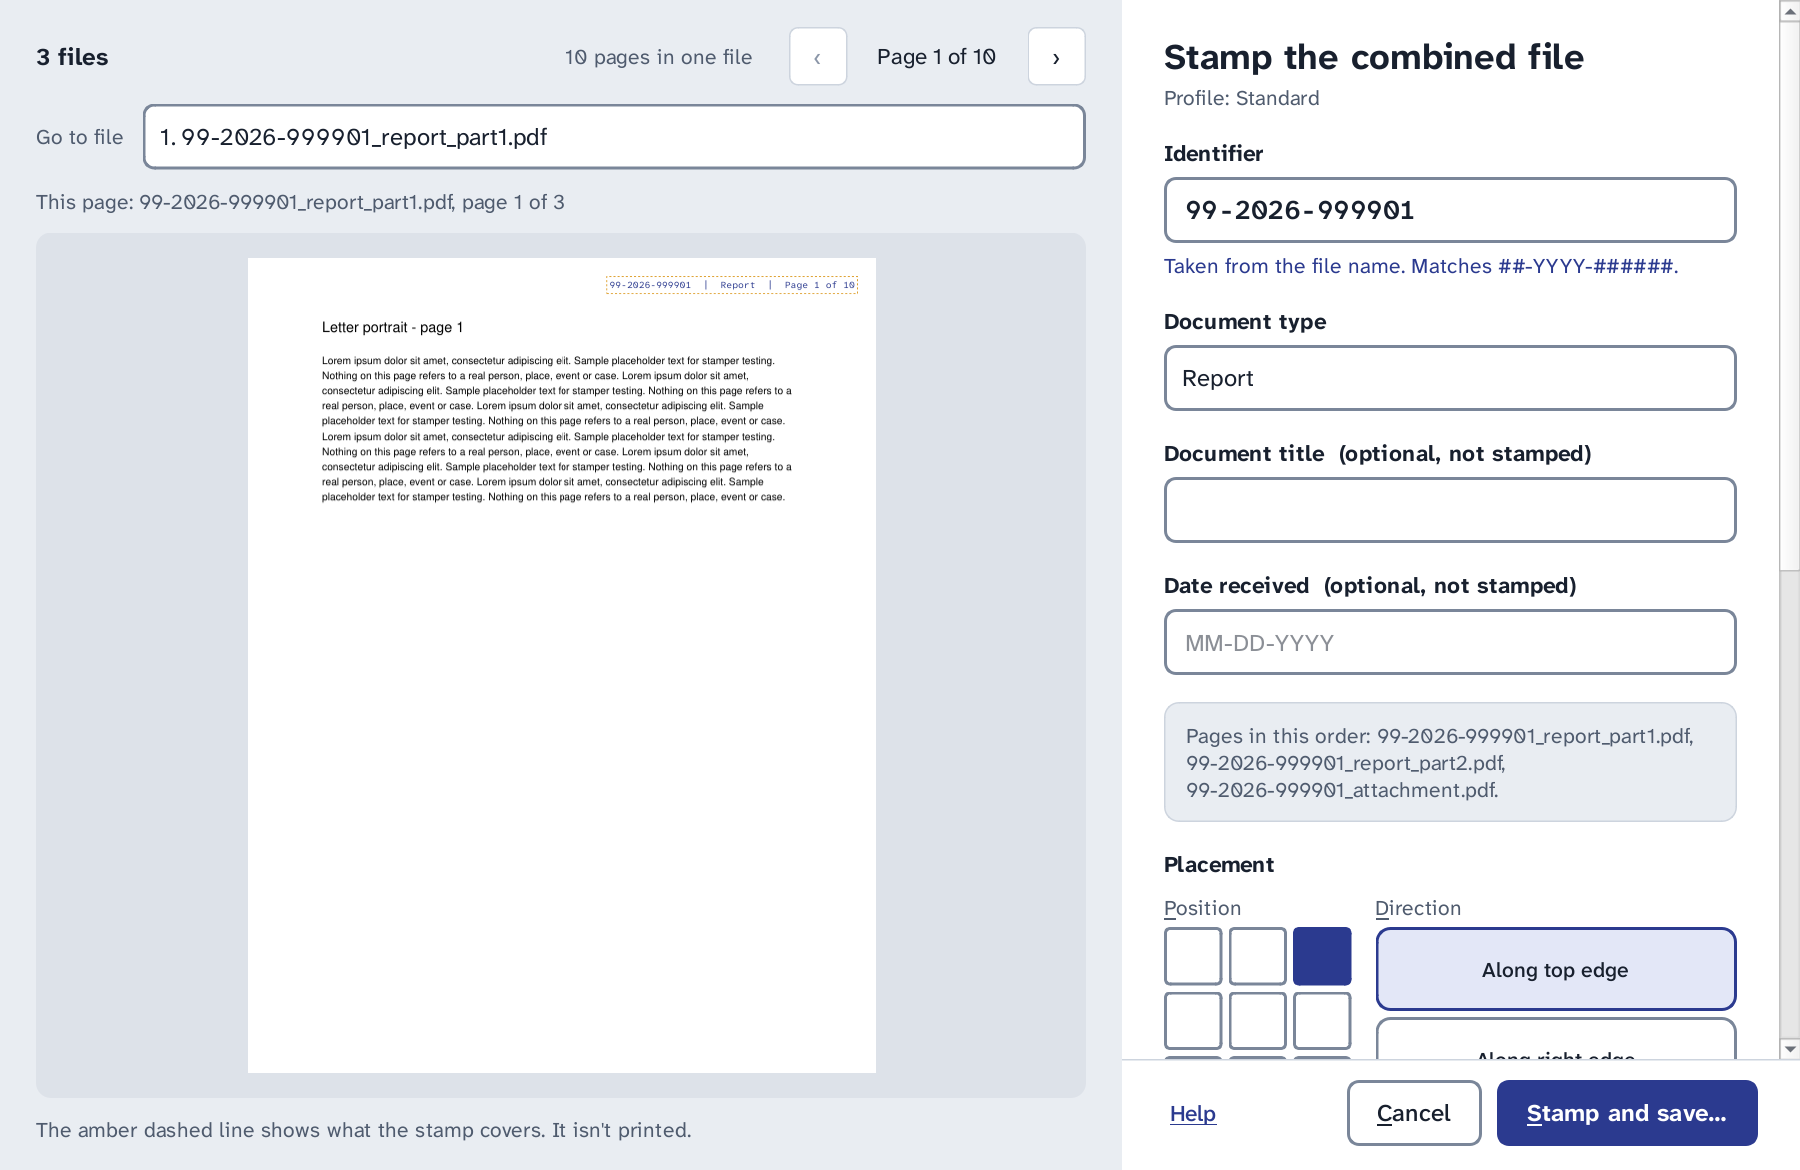 3 files
10 pages in one file
‹
Page 1 of 10
›
Go to file
1. 99-2026-999901_report_part1.pdf
This page: 99-2026-999901_report_part1.pdf, page 1 of 3
99-2026-999901 | Report | Page 1 of 10
Letter portrait - page 1
Lorem ipsum dolor sit amet, consectetur adipiscing elit. Sample placeholder text for stamper testing.
Nothing on this page refers to a real person, place, event or case. Lorem ipsum dolor sit amet,
consectetur adipiscing elit. Sample placeholder text for stamper testing. Nothing on this page refers to a
real person, place, event or case. Lorem ipsum dolor sit amet, consectetur adipiscing elit. Sample
placeholder text for stamper testing. Nothing on this page refers to a real person, place, event or case.
Lorem ipsum dolor sit amet, consectetur adipiscing elit. Sample placeholder text for stamper testing.
Nothing on this page refers to a real person, place, event or case. Lorem ipsum dolor sit amet,
consectetur adipiscing elit. Sample placeholder text for stamper testing. Nothing on this page refers to a
real person, place, event or case. Lorem ipsum dolor sit amet, consectetur adipiscing elit. Sample
placeholder text for stamper testing. Nothing on this page refers to a real person, place, event or case.
The amber dashed line shows what the stamp covers. It isn't printed.
Stamp the combined file
Profile: Standard
Identifier
99-2026-999901
Taken from the file name. Matches ##-YYYY-######.
Document type
Report
Document title (optional, not stamped)
Date received (optional, not stamped)
MM-DD-YYYY
Pages in this order: 99-2026-999901_report_part1.pdf,
99-2026-999901_report_part2.pdf,
99-2026-999901_attachment.pdf.
Placement
Position
Direction
Along top edge
Along right edge
Help
Cancel
Stamp and save...